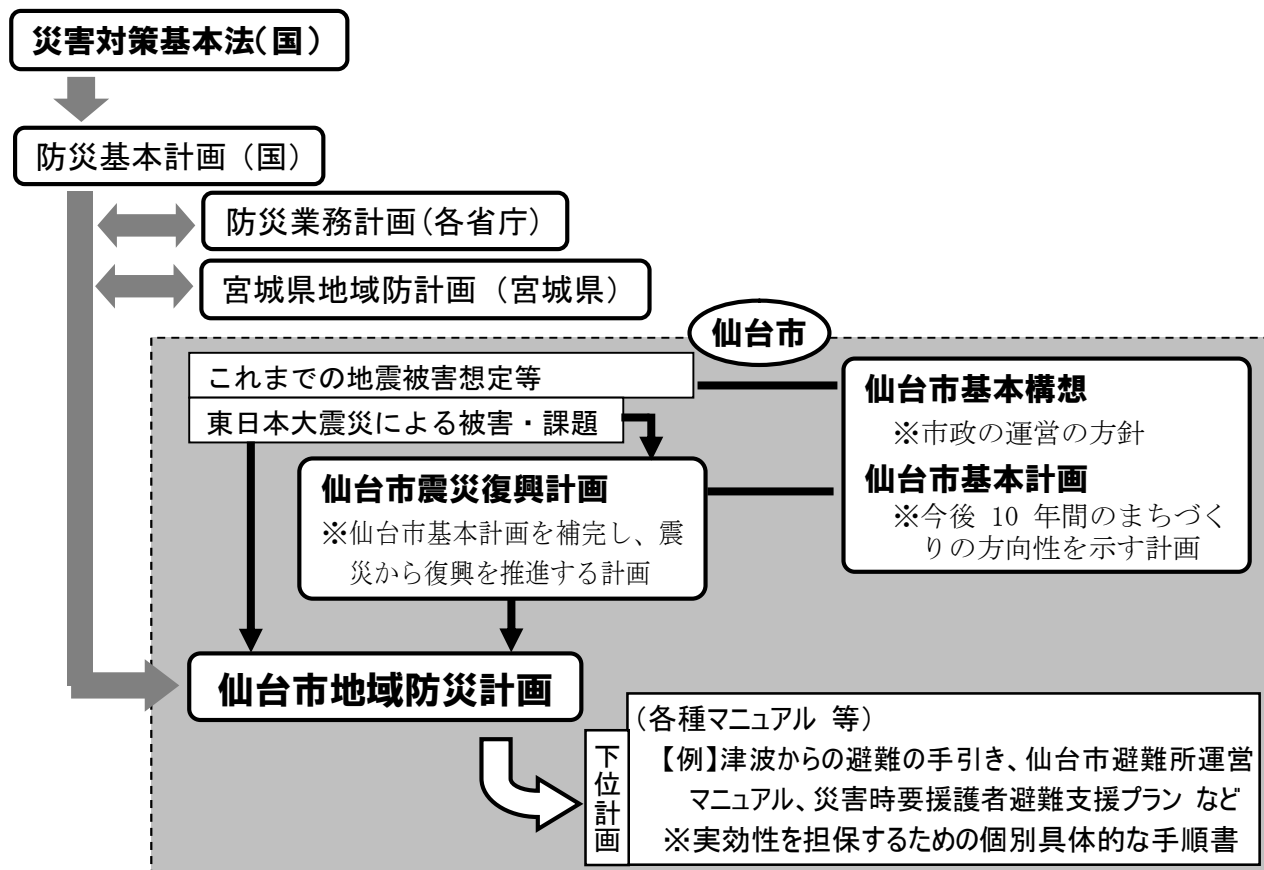 災害対策基本法(国)
防災基本計画(国)
防災業務計画(各省庁)
宮城県地域防計画(宮城県)
仙台市
これまでの地震被害想定等
東日本大震災による被害・課題
仙台市基本構想
※市政の運営の方針
仙台市基本計画
※今後 10 年間のまちづく
りの方向性を示す計画
仙台市震災復興計画
※仙台市基本計画を補完し、震
災から復興を推進する計画
仙台市地域防災計画
下位計画
(各種マニュアル 等)
【例】津波からの避難の手引き、仙台市避難所運営
マニュアル、災害時要援護者避難支援プラン など
※実効性を担保するための個別具体的な手順書